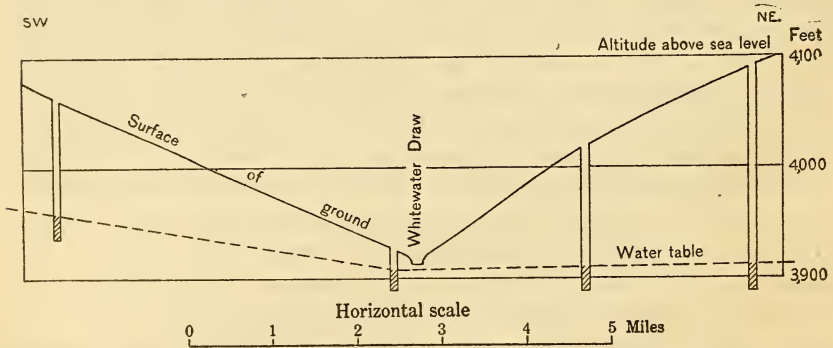 SW
NE.
Feet
Altitude above sea level
4,100
Surface of ground
Whitewater Draw
4,000
Water table
3,900
Horizontal scale
0 1 2 3 4 5 Miles